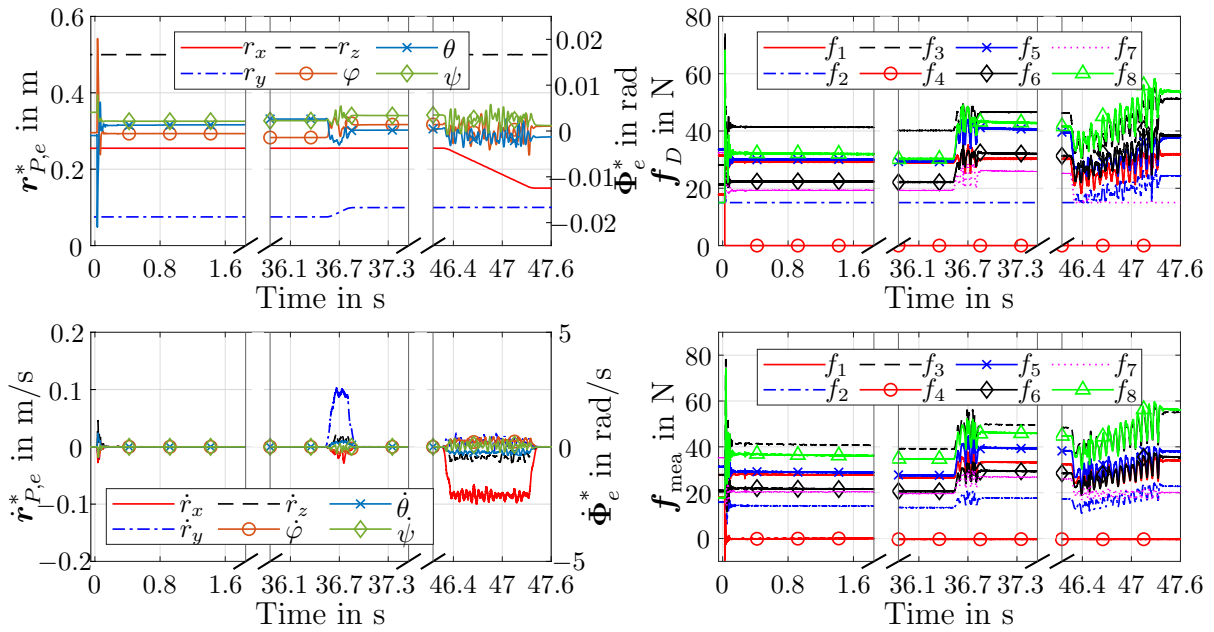 0.6
0.4
0.2
0
r*_{P,e} in m
r_x r_z θ
r_y φ ψ
0.02
0.01
0
-0.01
-0.02
Φ*_e in rad
0 0.8 1.6 36.1 36.7 37.3 46.4 47 47.6
Time in s
80
60
40
20
0
f_D in N
f_1 f_3 f_5 f_7
f_2 f_4 f_6 f_8
0 0.8 1.6 36.1 36.7 37.3 46.4 47 47.6
Time in s
0.2
0.1
0
−0.1
−0.2
ṙ*_{P,e} in m/s
ṙ_x ṙ_z θ̇
ṙ_y φ̇ ψ̇
5
0
−5
Φ̇*_e in rad/s
0 0.8 1.6 36.1 36.7 37.3 46.4 47 47.6
Time in s
80
60
40
20
0
f_mea in N
f_1 f_3 f_5 f_7
f_2 f_4 f_6 f_8
0 0.8 1.6 36.1 36.7 37.3 46.4 47 47.6
Time in s